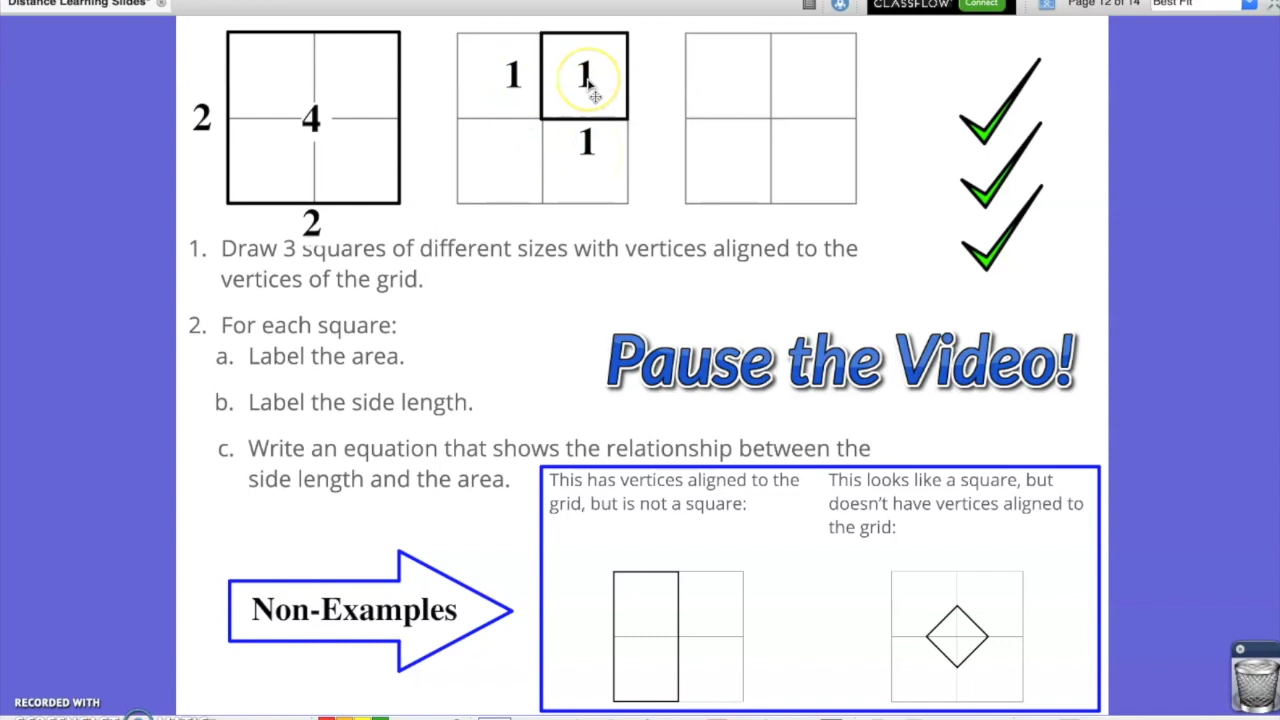 Distance Learning Slides*
CLASSFLOW
Connect
Page 12 of 14
Best Fit
2
4
2
1
1
1
1. Draw 3 squares of different sizes with vertices aligned to the
vertices of the grid.
2. For each square:
a. Label the area.
b. Label the side length.
c. Write an equation that shows the relationship between the
side length and the area.
Pause the Video!
Non-Examples
This has vertices aligned to the
grid, but is not a square:
This looks like a square, but
doesn't have vertices aligned to
the grid:
RECORDED WITH